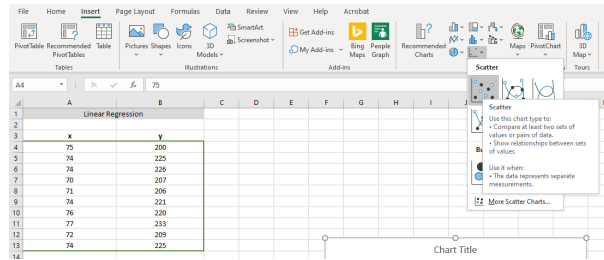 File Home Insert Page Layout Formulas Data Review View Help Acrobat
PivotTable Recommended PivotTables Table
Tables
Pictures Shapes Icons 3D Models
SmartArt
Screenshot
Illustrations
Get Add-ins
My Add-ins
Bing Maps People Graph
Add-ins
Recommended Charts
Maps PivotChart
3D Map
Tours
A4 fx 75
A B C D E F G H I
1 Linear Regression
2
3 x y
4 75 200
5 74 225
6 74 226
7 70 207
8 71 206
9 74 221
10 76 220
11 77 233
12 72 209
13 74 225
14
Scatter
Scatter
Use this chart type to:
• Compare at least two sets of
values or pairs of data.
• Show relationships between sets
of values
Use it when:
• The data represents separate
measurements.
More Scatter Charts...
Chart Title